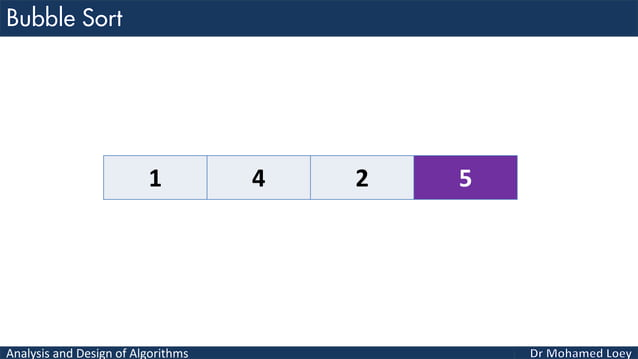 Bubble Sort
1 4 2 5
Analysis and Design of Algorithms
Dr Mohamed Loey